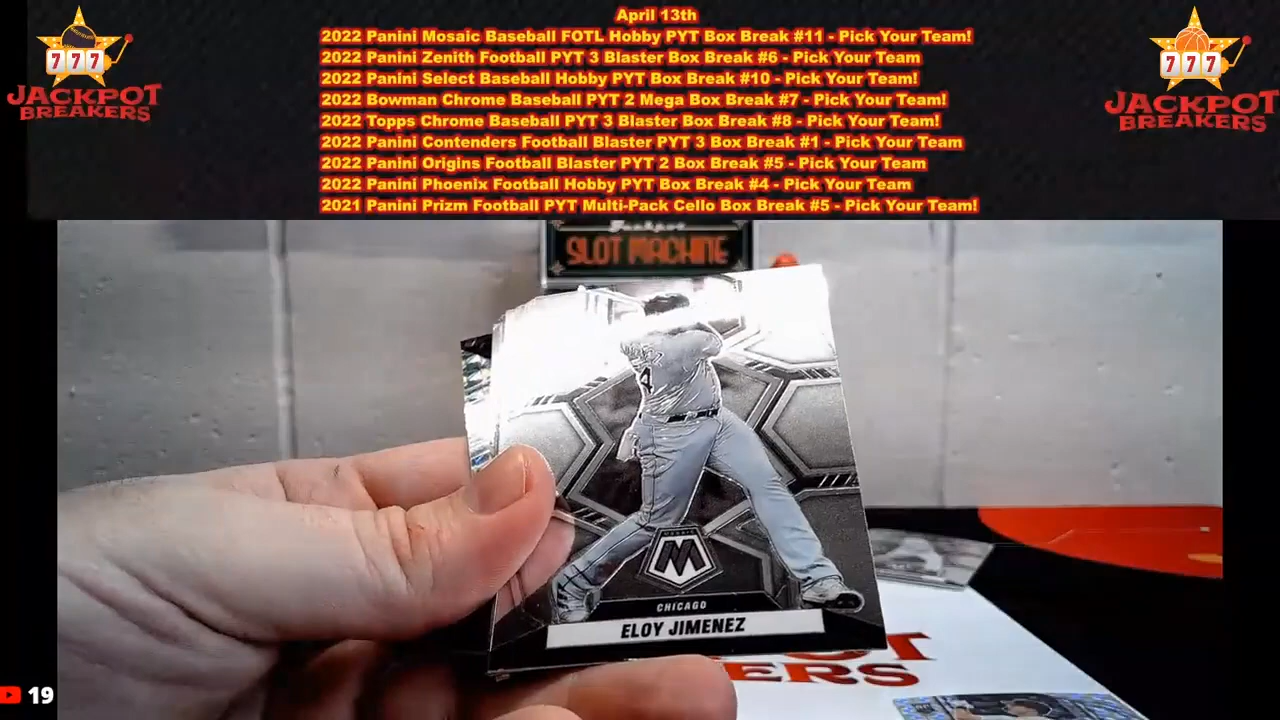 April 13th
2022 Panini Mosaic Baseball FOTL Hobby PYT Box Break #11 - Pick Your Team!
2022 Panini Zenith Football PYT 3 Blaster Box Break #6 - Pick Your Team
2022 Panini Select Baseball Hobby PYT Box Break #10 - Pick Your Team!
2022 Bowman Chrome Baseball PYT 2 Mega Box Break #7 - Pick Your Team!
2022 Topps Chrome Baseball PYT 3 Blaster Box Break #8 - Pick Your Team!
2022 Panini Contenders Football Blaster PYT 3 Box Break #1 - Pick Your Team
2022 Panini Origins Football Blaster PYT 2 Box Break #5 - Pick Your Team
2022 Panini Phoenix Football Hobby PYT Box Break #4 - Pick Your Team
2021 Panini Prizm Football PYT Multi-Pack Cello Box Break #5 - Pick Your Team!
777
JACKPOT
BREAKERS
777
JACKPOT
BREAKERS
Jackpot
SLOT MACHINE
4
MOSAIC
M
CHICAGO
ELOY JIMENEZ
19